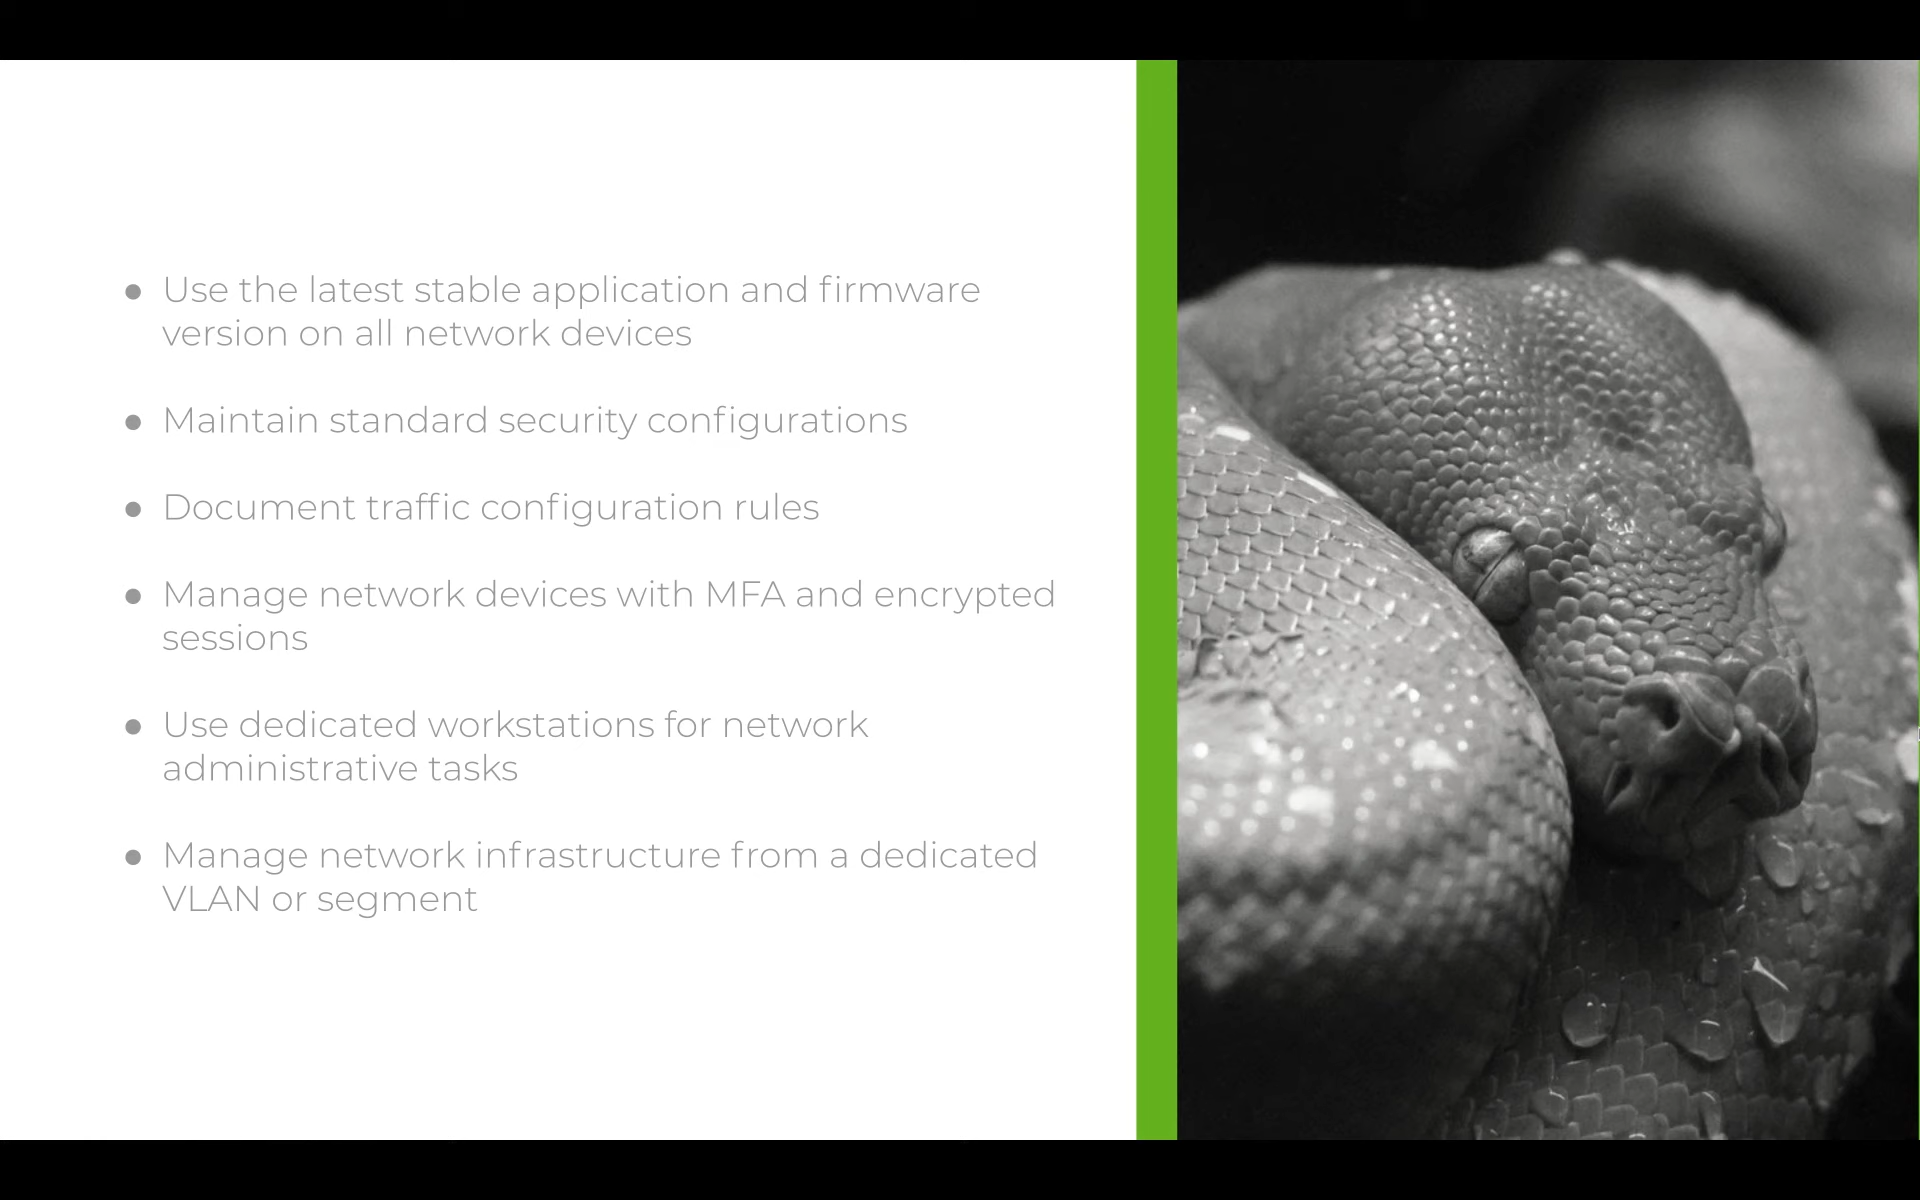 ● Use the latest stable application and firmware
version on all network devices
● Maintain standard security configurations
● Document traffic configuration rules
● Manage network devices with MFA and encrypted
sessions
● Use dedicated workstations for network
administrative tasks
● Manage network infrastructure from a dedicated
VLAN or segment